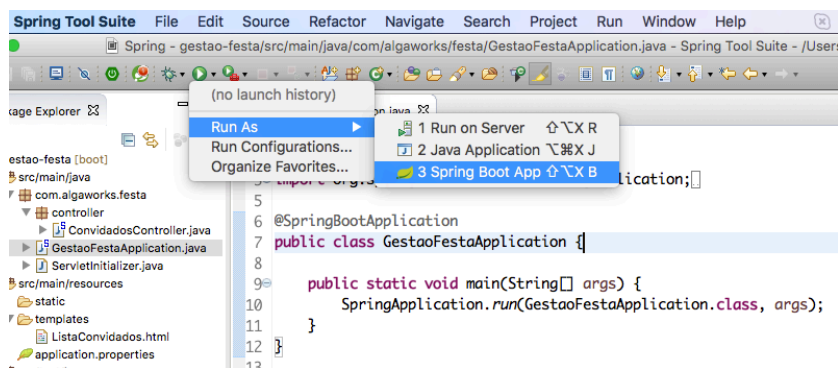 Spring Tool Suite File Edit Source Refactor Navigate Search Project Run Window Help
Spring - gestao-festa/src/main/java/com/algaworks/festa/GestaoFestaApplication.java - Spring Tool Suite - /Users
(no launch history)
Run As
Run Configurations...
Organize Favorites...
1 Run on Server ⇧⌥X R
2 Java Application ⌥⌘X J
3 Spring Boot App ⇧⌥X B
kage Explorer
estao-festa [boot]
src/main/java
com.algaworks.festa
controller
ConvidadosController.java
GestaoFestaApplication.java
ServletInitializer.java
src/main/resources
static
templates
ListaConvidados.html
application.properties
on.java
lication;
5
6 @SpringBootApplication
7 public class GestaoFestaApplication {
8
9 public static void main(String[] args) {
10 SpringApplication.run(GestaoFestaApplication.class, args);
11 }
12 }
13